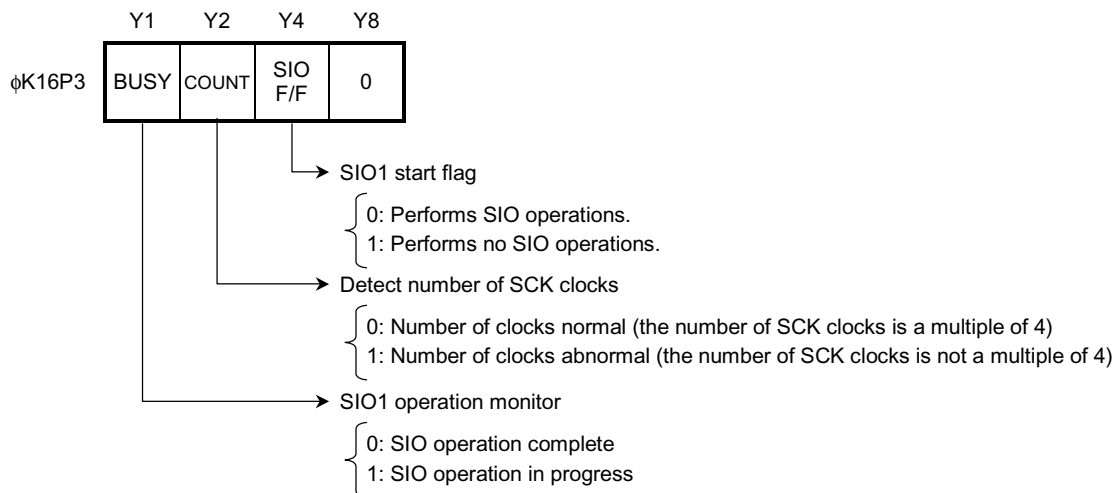 Y1 Y2 Y4 Y8
ϕK16P3 BUSY COUNT SIO F/F 0
SIO1 start flag
0: Performs SIO operations.
1: Performs no SIO operations.
Detect number of SCK clocks
0: Number of clocks normal (the number of SCK clocks is a multiple of 4)
1: Number of clocks abnormal (the number of SCK clocks is not a multiple of 4)
SIO1 operation monitor
0: SIO operation complete
1: SIO operation in progress